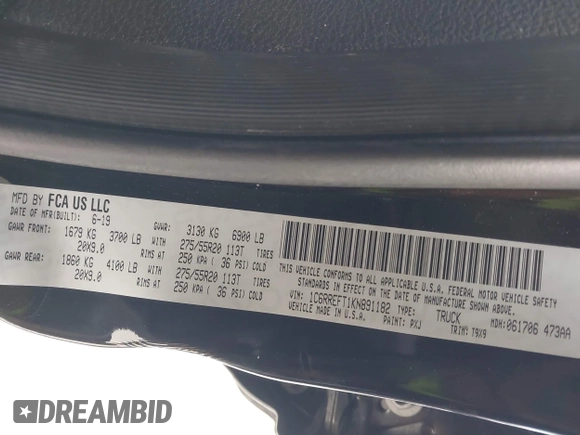 MFD BY FCA US LLC
DATE OF MFR(BUILT): 6-19 GVWR: 3130 KG 6900 LB
GAWR FRONT: 1679 KG 3700 LB WITH 275/55R20 113T TIRES
20X9.0 RIMS AT 250 KPA ( 36 PSI) COLD
GAWR REAR: 1860 KG 4100 LB WITH 275/55R20 113T TIRES
20X9.0 RIMS AT 250 KPA ( 36 PSI) COLD
THIS VEHICLE CONFORMS TO ALL APPLICABLE U.S.A. FEDERAL MOTOR VEHICLE SAFETY
STANDARDS IN EFFECT ON THE DATE OF MANUFACTURE SHOWN ABOVE.
VIN: 1C6RREFT1KN891182 TYPE: TRUCK MDH: 061706 473AA
VEHICLE MADE IN U.S.A. PAINT: PXJ TRIM: T9X9
DREAMBID